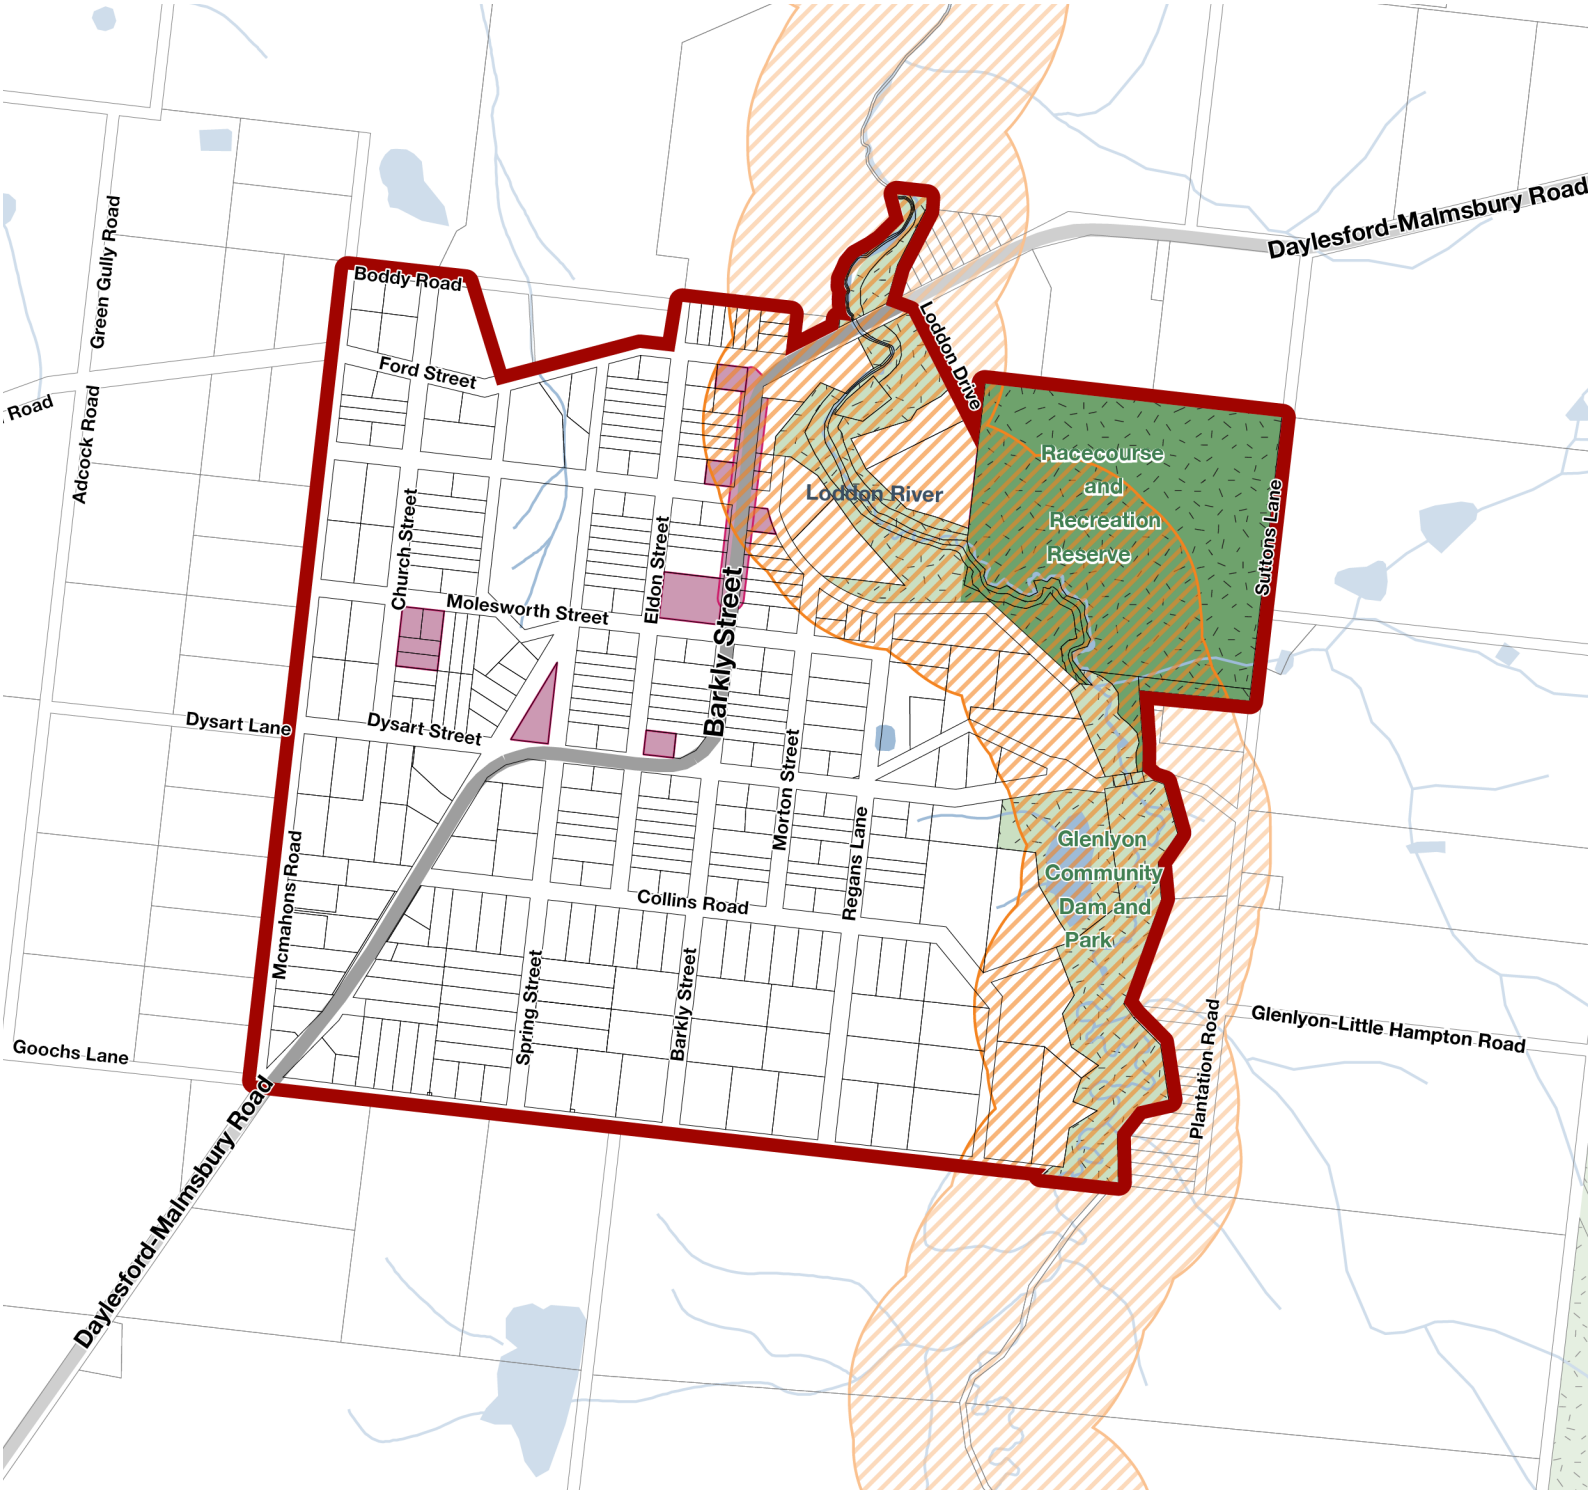 Daylesford-Malmsbury Road
Green Gully Road
Boddy Road
Loddon Drive
Ford Street
Road
Adcock Road
Racecourse
and
Recreation
Reserve
Loddon River
Suttons Lane
Church Street
Eldon Street
Molesworth Street
Barkly Street
Dysart Lane
Dysart Street
Morton Street
Regans Lane
Mcmahons Road
Glenlyon
Community
Dam and
Park
Collins Road
Spring Street
Barkly Street
Plantation Road
Glenlyon-Little Hampton Road
Goochs Lane
Daylesford-Malmsbury Road